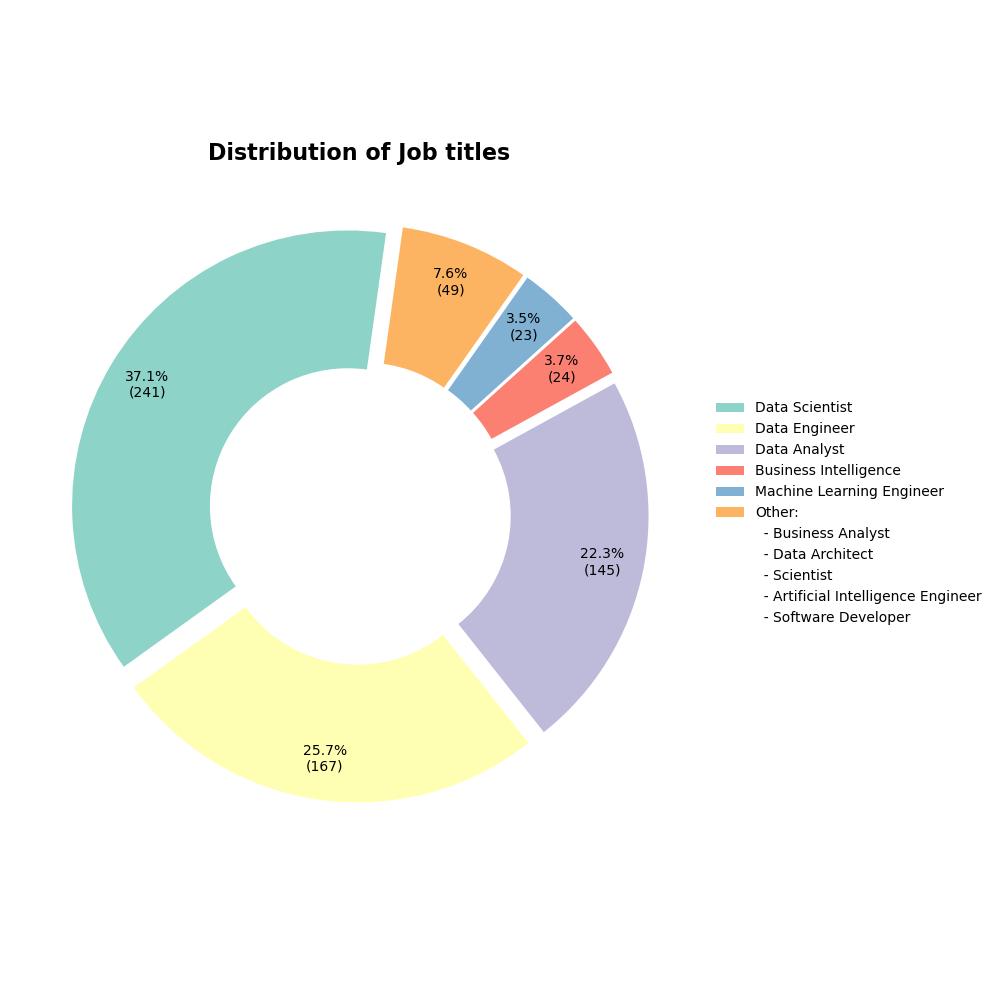 Distribution of Job titles
7.6%
(49)
3.5%
(23)
3.7%
(24)
37.1%
(241)
22.3%
(145)
25.7%
(167)
Data Scientist
Data Engineer
Data Analyst
Business Intelligence
Machine Learning Engineer
Other:
- Business Analyst
- Data Architect
- Scientist
- Artificial Intelligence Engineer
- Software Developer